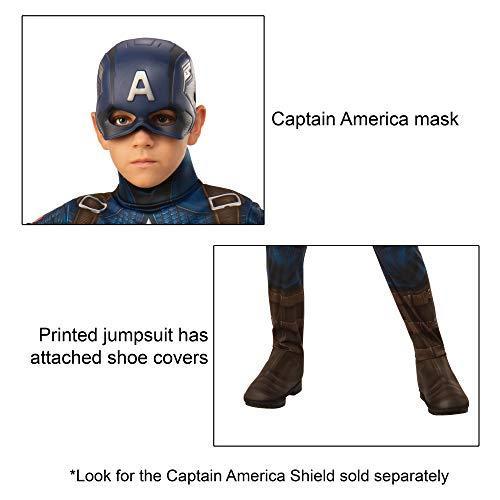 A
Captain America mask
Printed jumpsuit has
attached shoe covers
*Look for the Captain America Shield sold separately